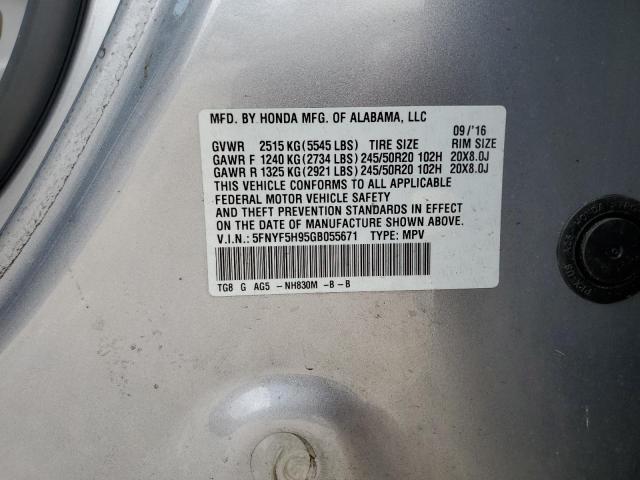 MFD. BY HONDA MFG. OF ALABAMA, LLC
09/'16
GVWR 2515 KG (5545 LBS) TIRE SIZE RIM SIZE
GAWR F 1240 KG (2734 LBS) 245/50R20 102H 20X8.0J
GAWR R 1325 KG (2921 LBS) 245/50R20 102H 20X8.0J
THIS VEHICLE CONFORMS TO ALL APPLICABLE
FEDERAL MOTOR VEHICLE SAFETY
AND THEFT PREVENTION STANDARDS IN EFFECT
ON THE DATE OF MANUFACTURE SHOWN ABOVE.
V.I.N.: 5FNYF5H95GB055671 TYPE: MPV
TG8 G AG5 -NH830M -B-B